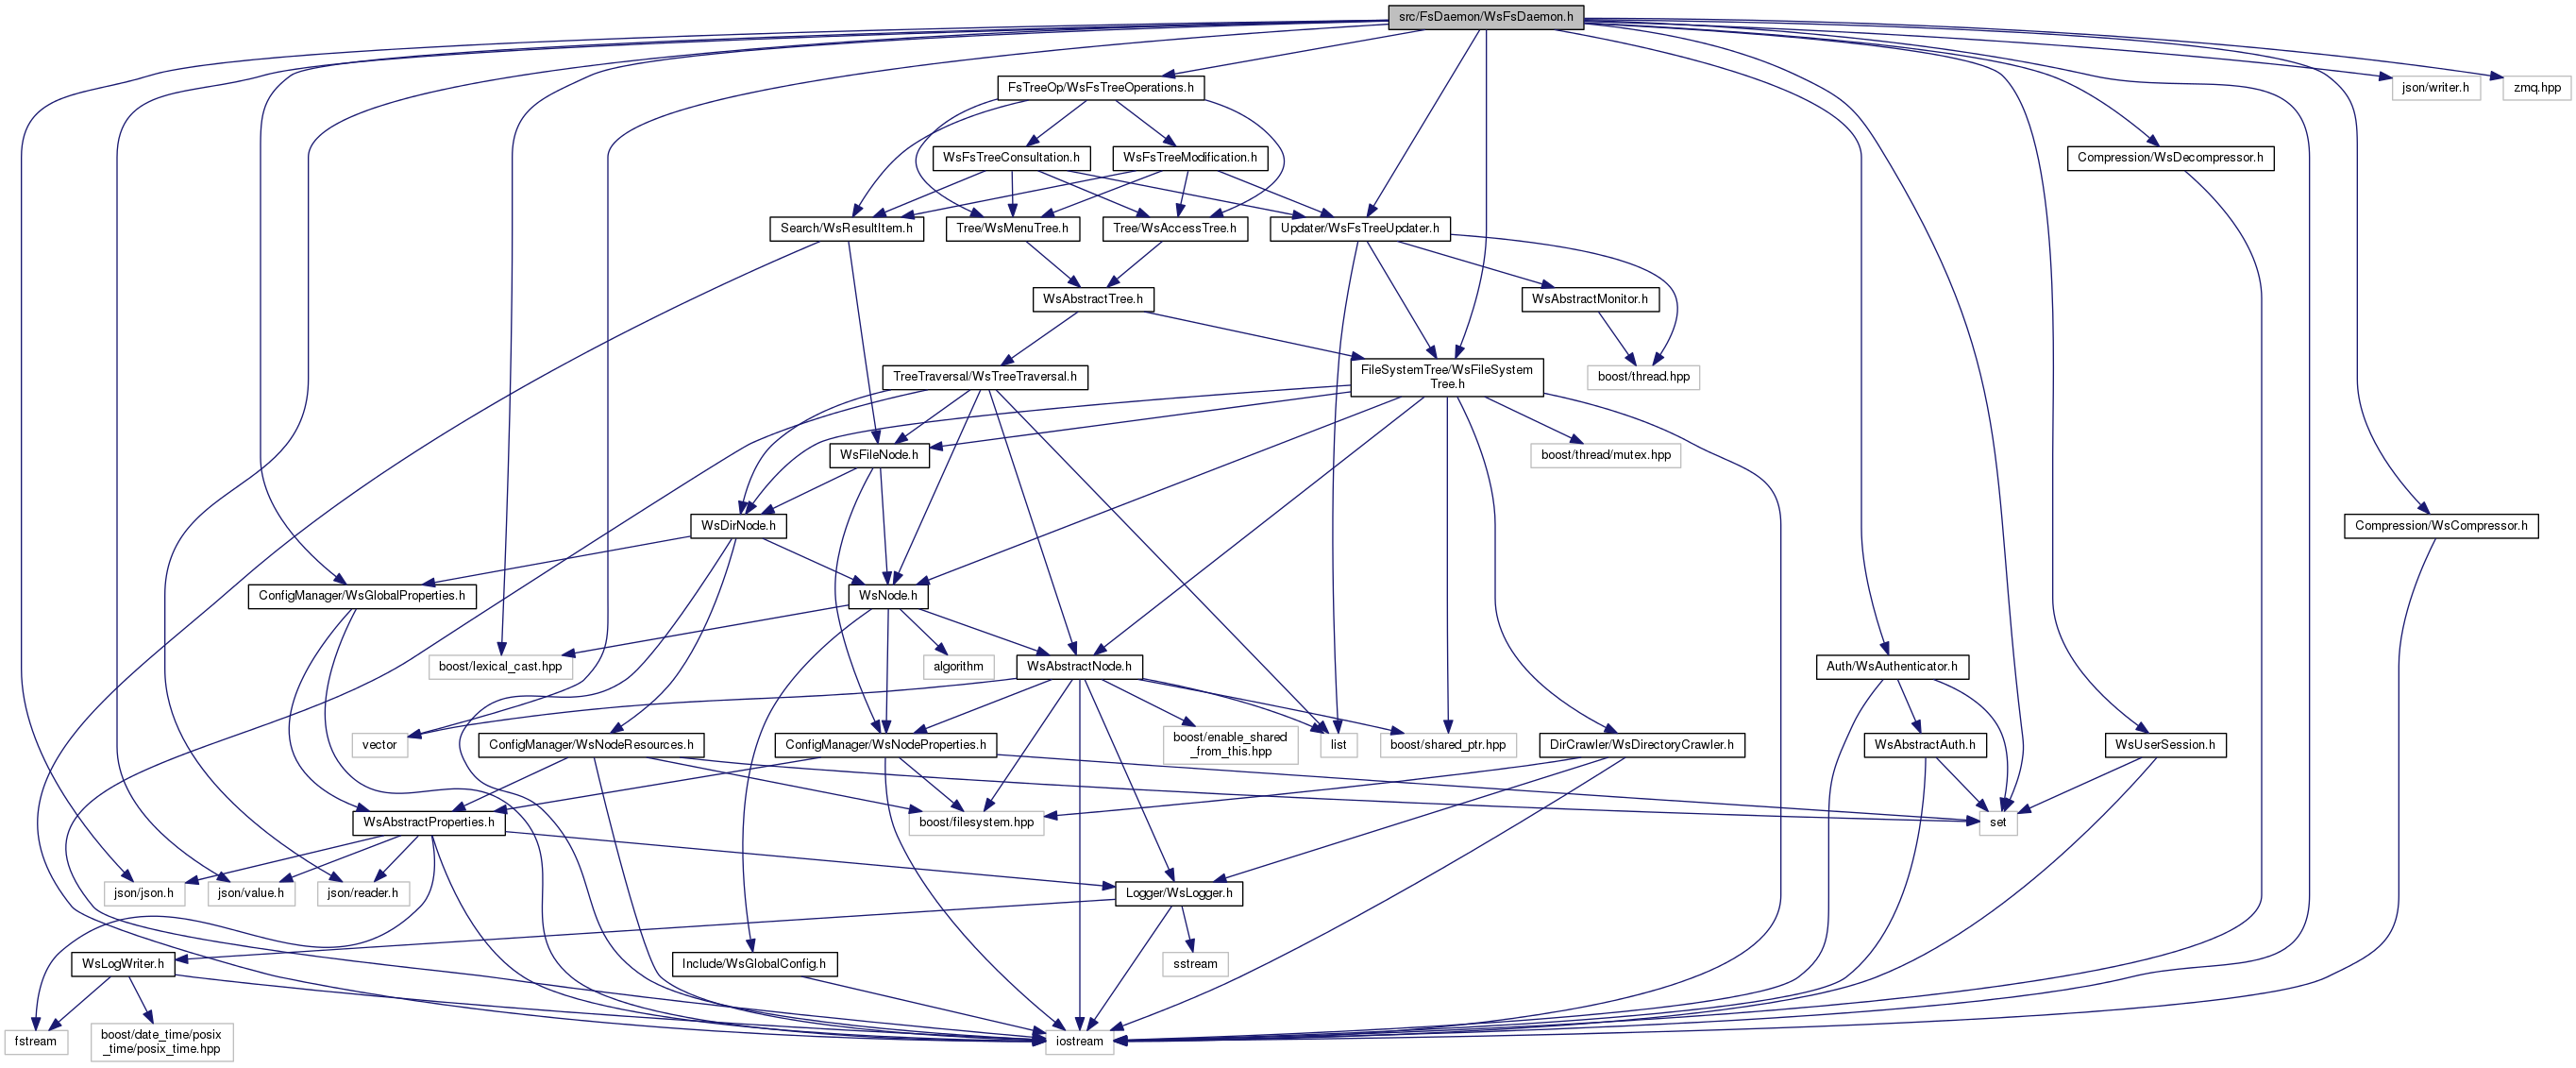 src/FsDaemon/WsFsDaemon.h
FsTreeOp/WsFsTreeOperations.h
json/writer.h
zmq.hpp
WsFsTreeConsultation.h
WsFsTreeModification.h
Compression/WsDecompressor.h
Search/WsResultItem.h
Tree/WsMenuTree.h
Tree/WsAccessTree.h
Updater/WsFsTreeUpdater.h
WsAbstractTree.h
WsAbstractMonitor.h
TreeTraversal/WsTreeTraversal.h
FileSystemTree/WsFileSystem
Tree.h
boost/thread.hpp
WsFileNode.h
boost/thread/mutex.hpp
WsDirNode.h
Compression/WsCompressor.h
ConfigManager/WsGlobalProperties.h
WsNode.h
boost/lexical_cast.hpp
algorithm
WsAbstractNode.h
Auth/WsAuthenticator.h
vector
ConfigManager/WsNodeResources.h
ConfigManager/WsNodeProperties.h
boost/enable_shared
_from_this.hpp
list
boost/shared_ptr.hpp
DirCrawler/WsDirectoryCrawler.h
WsAbstractAuth.h
WsUserSession.h
WsAbstractProperties.h
boost/filesystem.hpp
set
json/json.h
json/value.h
json/reader.h
Logger/WsLogger.h
WsLogWriter.h
Include/WsGlobalConfig.h
sstream
fstream
boost/date_time/posix
_time/posix_time.hpp
iostream